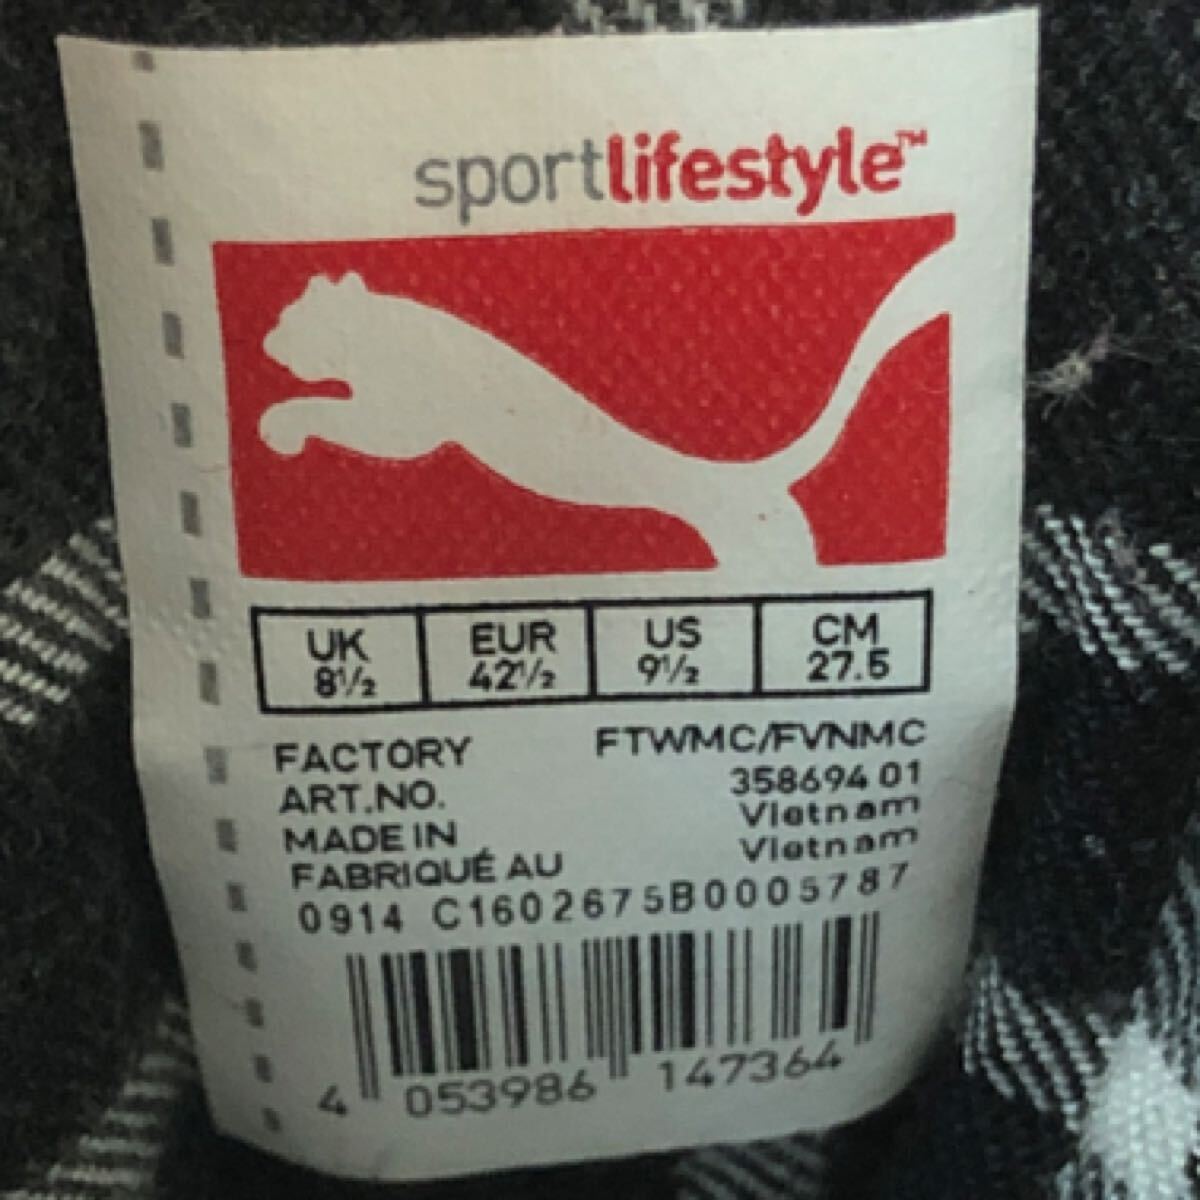 sportlifestyle™
UK EUR US CM
8½ 42½ 9½ 27.5
FACTORY FTWMC/FVNMC
ART.NO. 358694 01
MADE IN Vietnam
FABRIQUÉ AU Vietnam
0914 C1602675B0005787
4 053986 147364